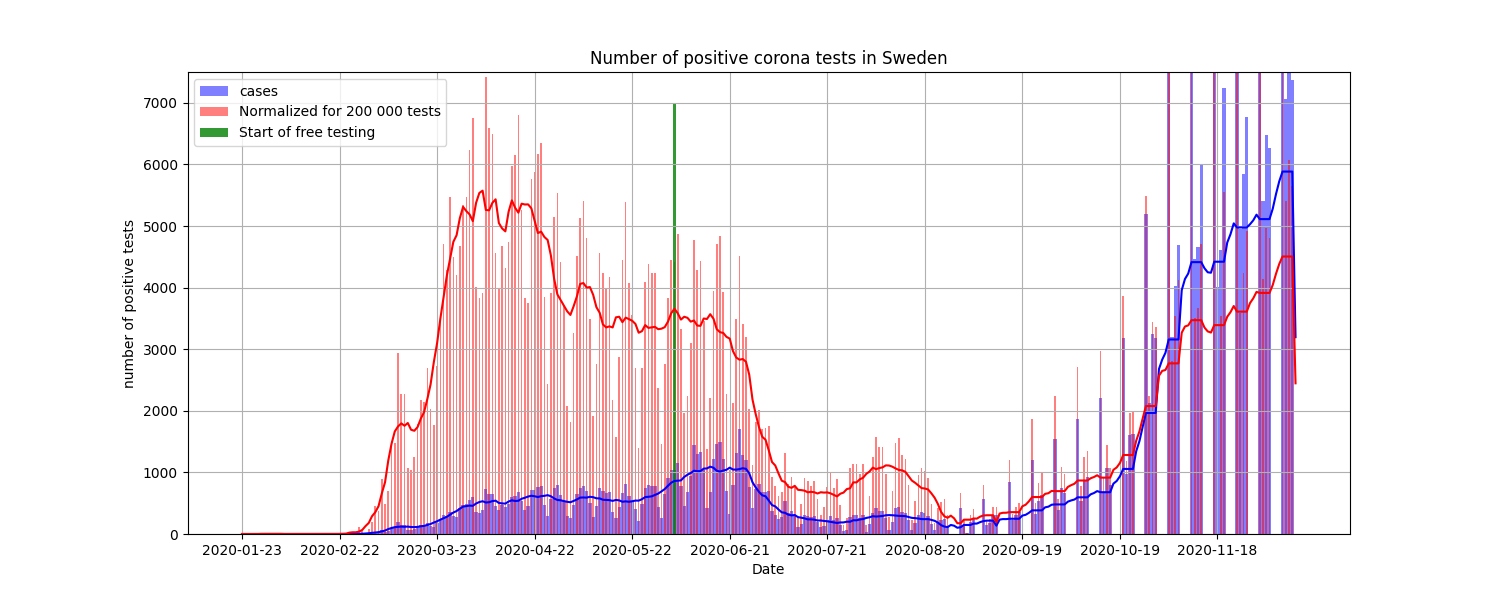 Number of positive corona tests in Sweden
cases
Normalized for 200 000 tests
Start of free testing
7000
6000
5000
4000
3000
2000
1000
0
number of positive tests
2020-01-23 2020-02-22 2020-03-23 2020-04-22 2020-05-22 2020-06-21 2020-07-21 2020-08-20 2020-09-19 2020-10-19 2020-11-18
Date